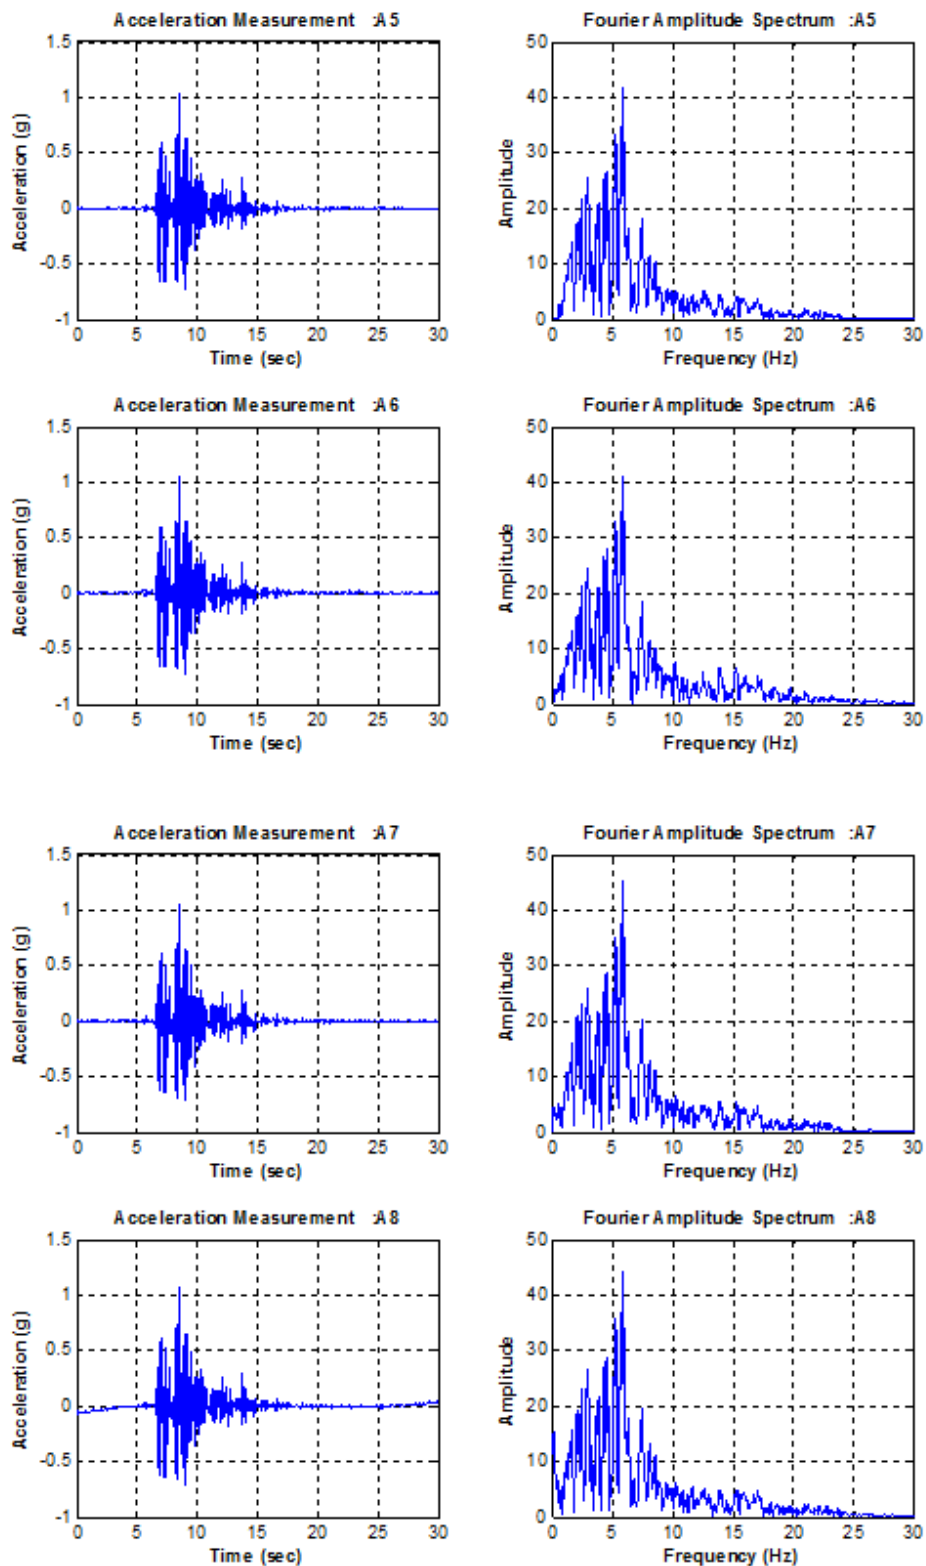 Acceleration Measurement :A5
Fourier Amplitude Spectrum :A5
1.5
1
0.5
0
-0.5
-1
Acceleration (g)
0 5 10 15 20 25 30
Time (sec)
50
40
30
20
10
0
Amplitude
0 5 10 15 20 25 30
Frequency (Hz)
Acceleration Measurement :A6
Fourier Amplitude Spectrum :A6
1.5
1
0.5
0
-0.5
-1
Acceleration (g)
0 5 10 15 20 25 30
Time (sec)
50
40
30
20
10
0
Amplitude
0 5 10 15 20 25 30
Frequency (Hz)
Acceleration Measurement :A7
Fourier Amplitude Spectrum :A7
1.5
1
0.5
0
-0.5
-1
Acceleration (g)
0 5 10 15 20 25 30
Time (sec)
50
40
30
20
10
0
Amplitude
0 5 10 15 20 25 30
Frequency (Hz)
Acceleration Measurement :A8
Fourier Amplitude Spectrum :A8
1.5
1
0.5
0
-0.5
-1
Acceleration (g)
0 5 10 15 20 25 30
Time (sec)
50
40
30
20
10
0
Amplitude
0 5 10 15 20 25 30
Frequency (Hz)